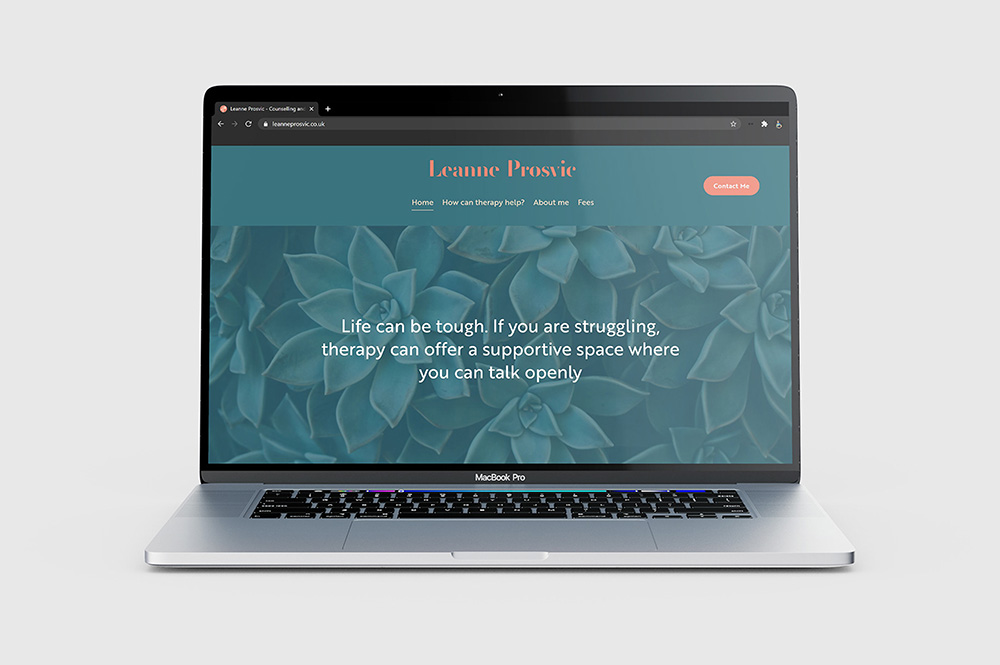 Leanne Prosvic - Counselling and
leanneprosvic.co.uk
Leanne Prosvic
Contact Me
Home How can therapy help? About me Fees
Life can be tough. If you are struggling,
therapy can offer a supportive space where
you can talk openly
MacBook Pro